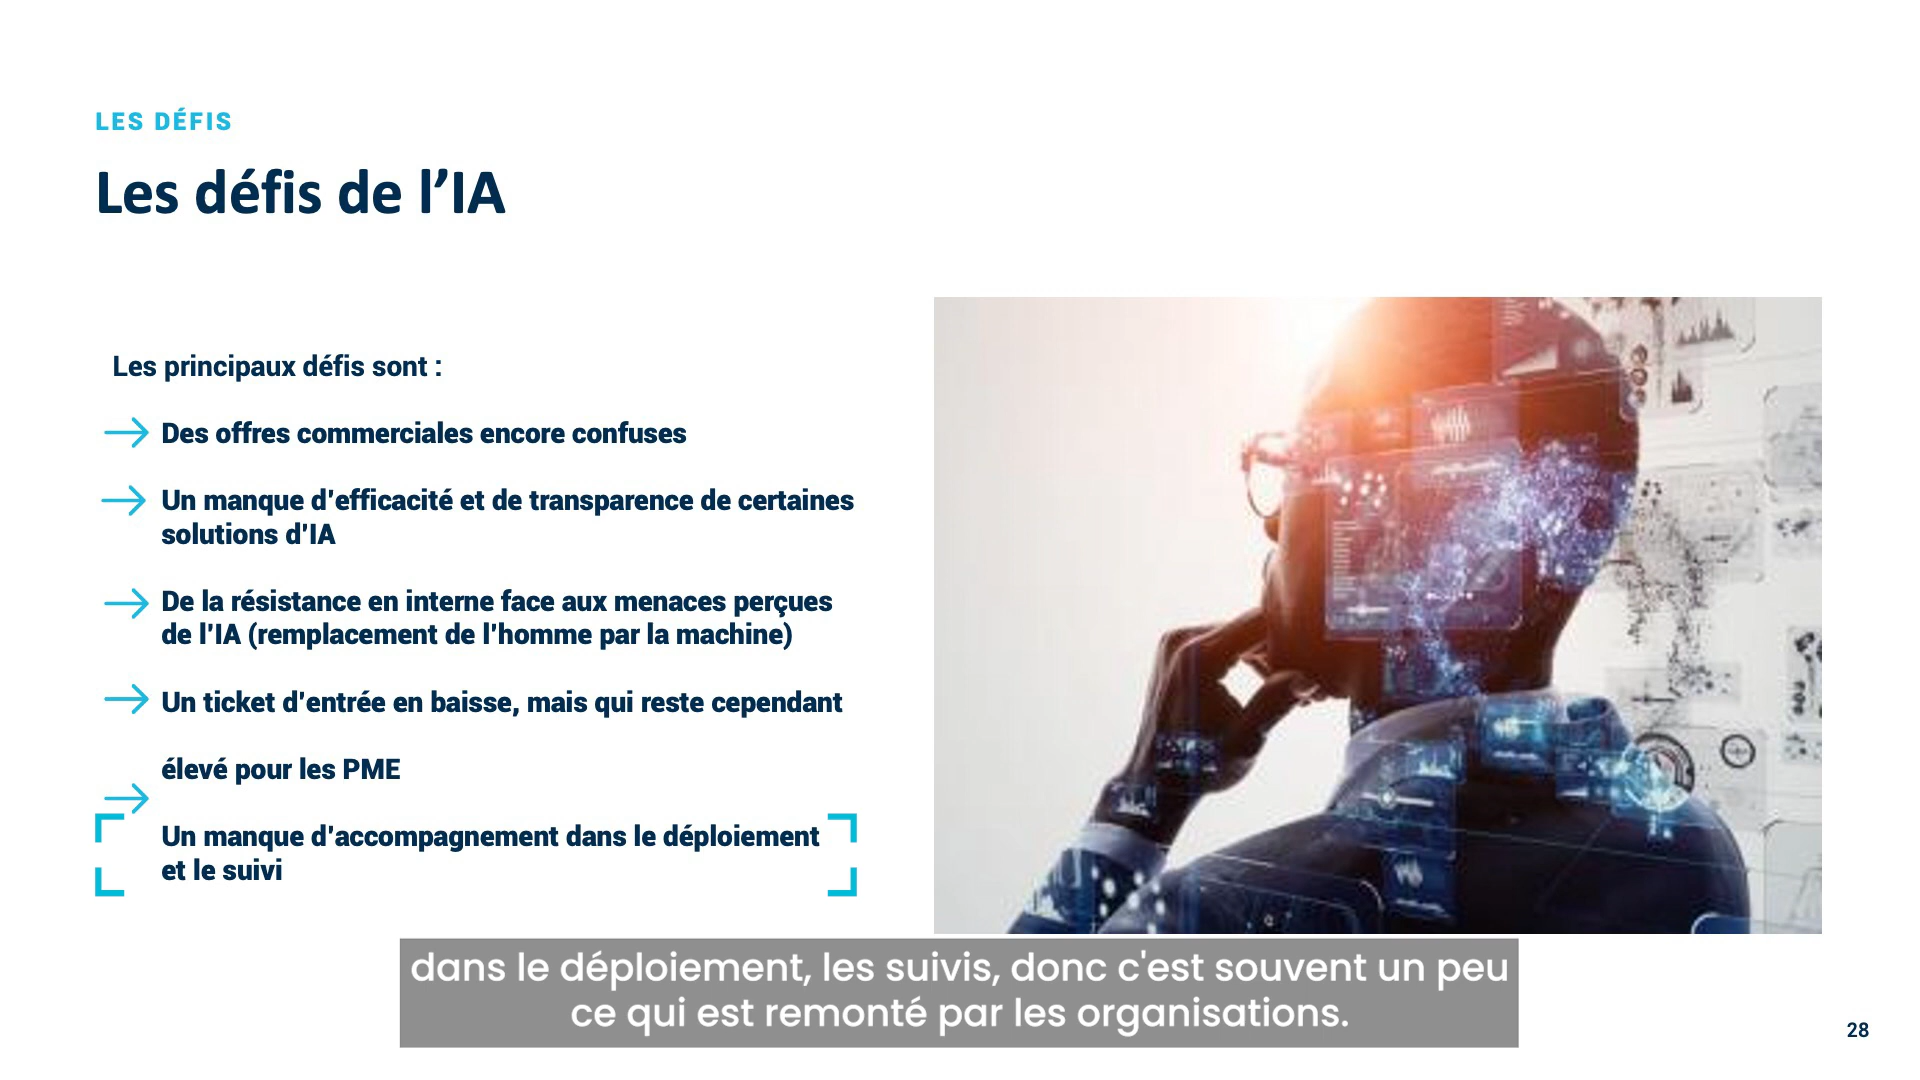 LES DÉFIS
Les défis de l’IA
Les principaux défis sont :
Des offres commerciales encore confuses
Un manque d’efficacité et de transparence de certaines
solutions d’IA
De la résistance en interne face aux menaces perçues
de l’IA (remplacement de l’homme par la machine)
Un ticket d’entrée en baisse, mais qui reste cependant
élevé pour les PME
Un manque d’accompagnement dans le déploiement
et le suivi
dans le déploiement, les suivis, donc c'est souvent un peu
ce qui est remonté par les organisations.
28